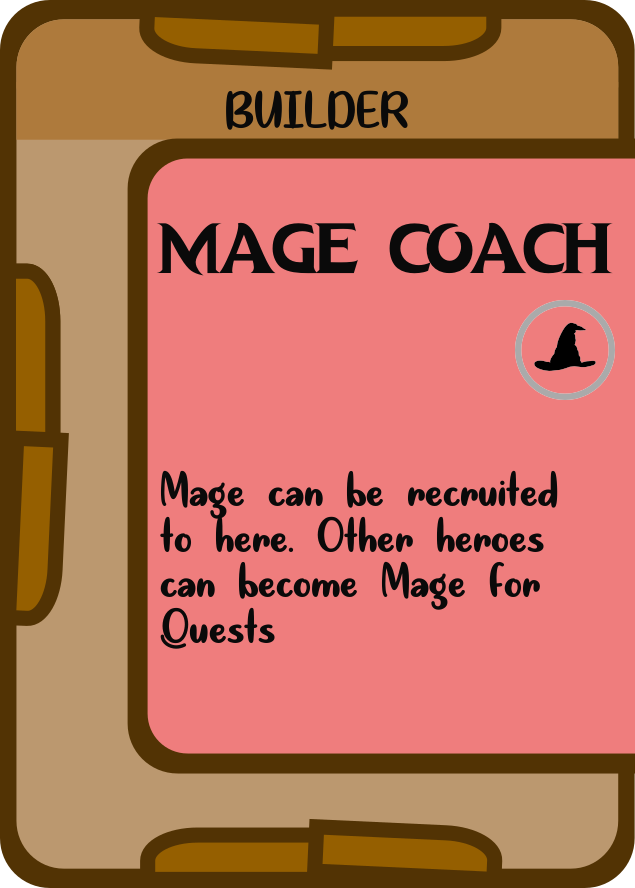 BUILDER
MAGE COACH
Mage can be recruited
to here. Other heroes
can become Mage for
Quests